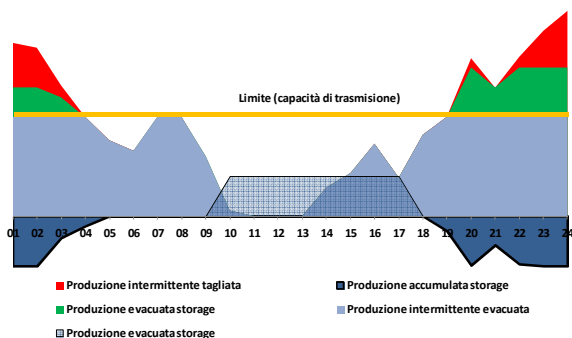 Limite (capacità di trasmisione)
01 02 03 04 05 06 07 08 09 10 11 12 13 14 15 16 17 18 19 20 21 22 23 24
Produzione intermittente tagliata
Produzione accumulata storage
Produzione evacuata storage
Produzione intermittente evacuata
Produzione evacuata storage